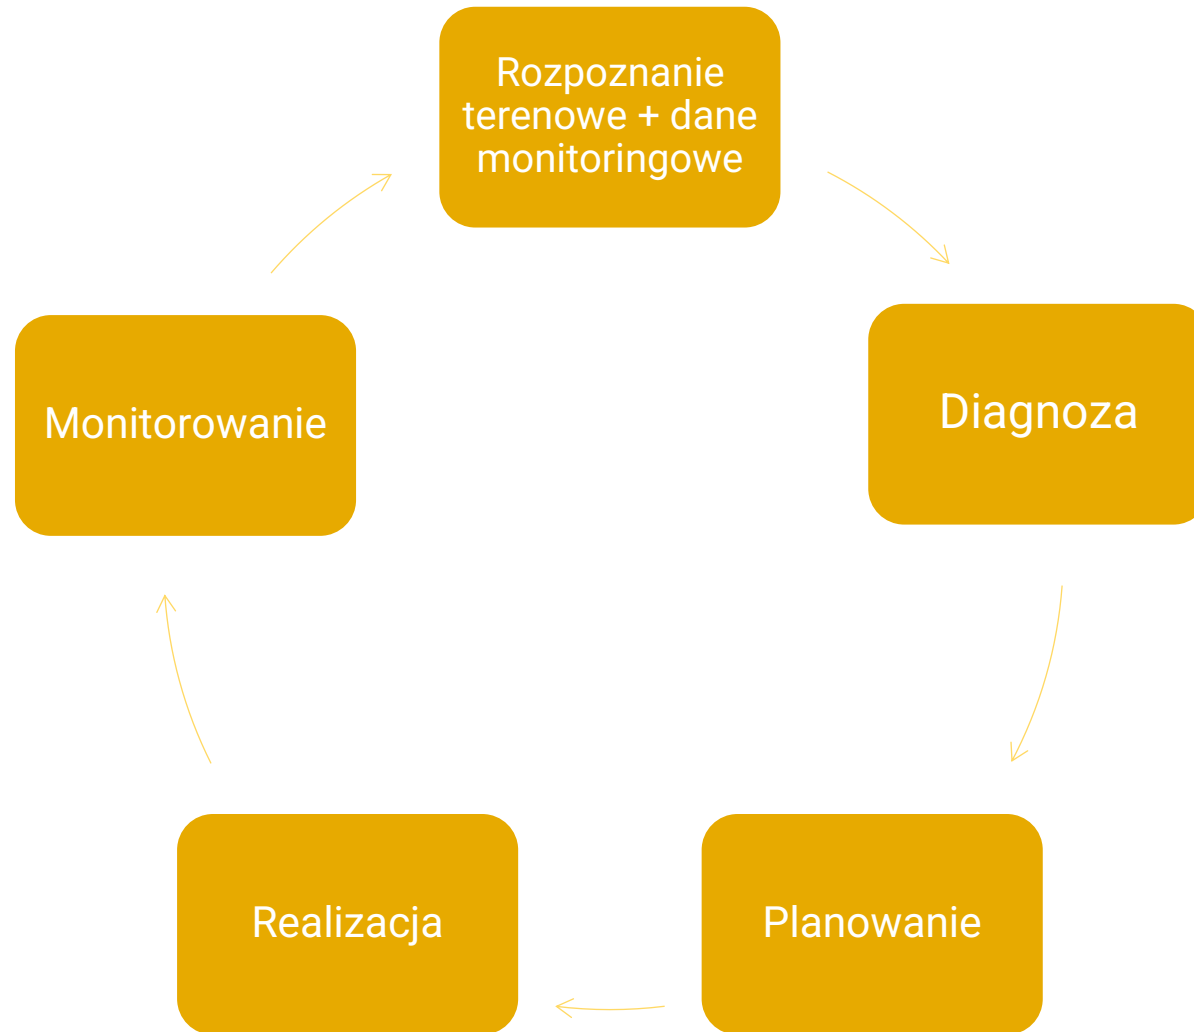 Rozpoznanie
terenowe + dane
monitoringowe
Diagnoza
Planowanie
Realizacja
Monitorowanie